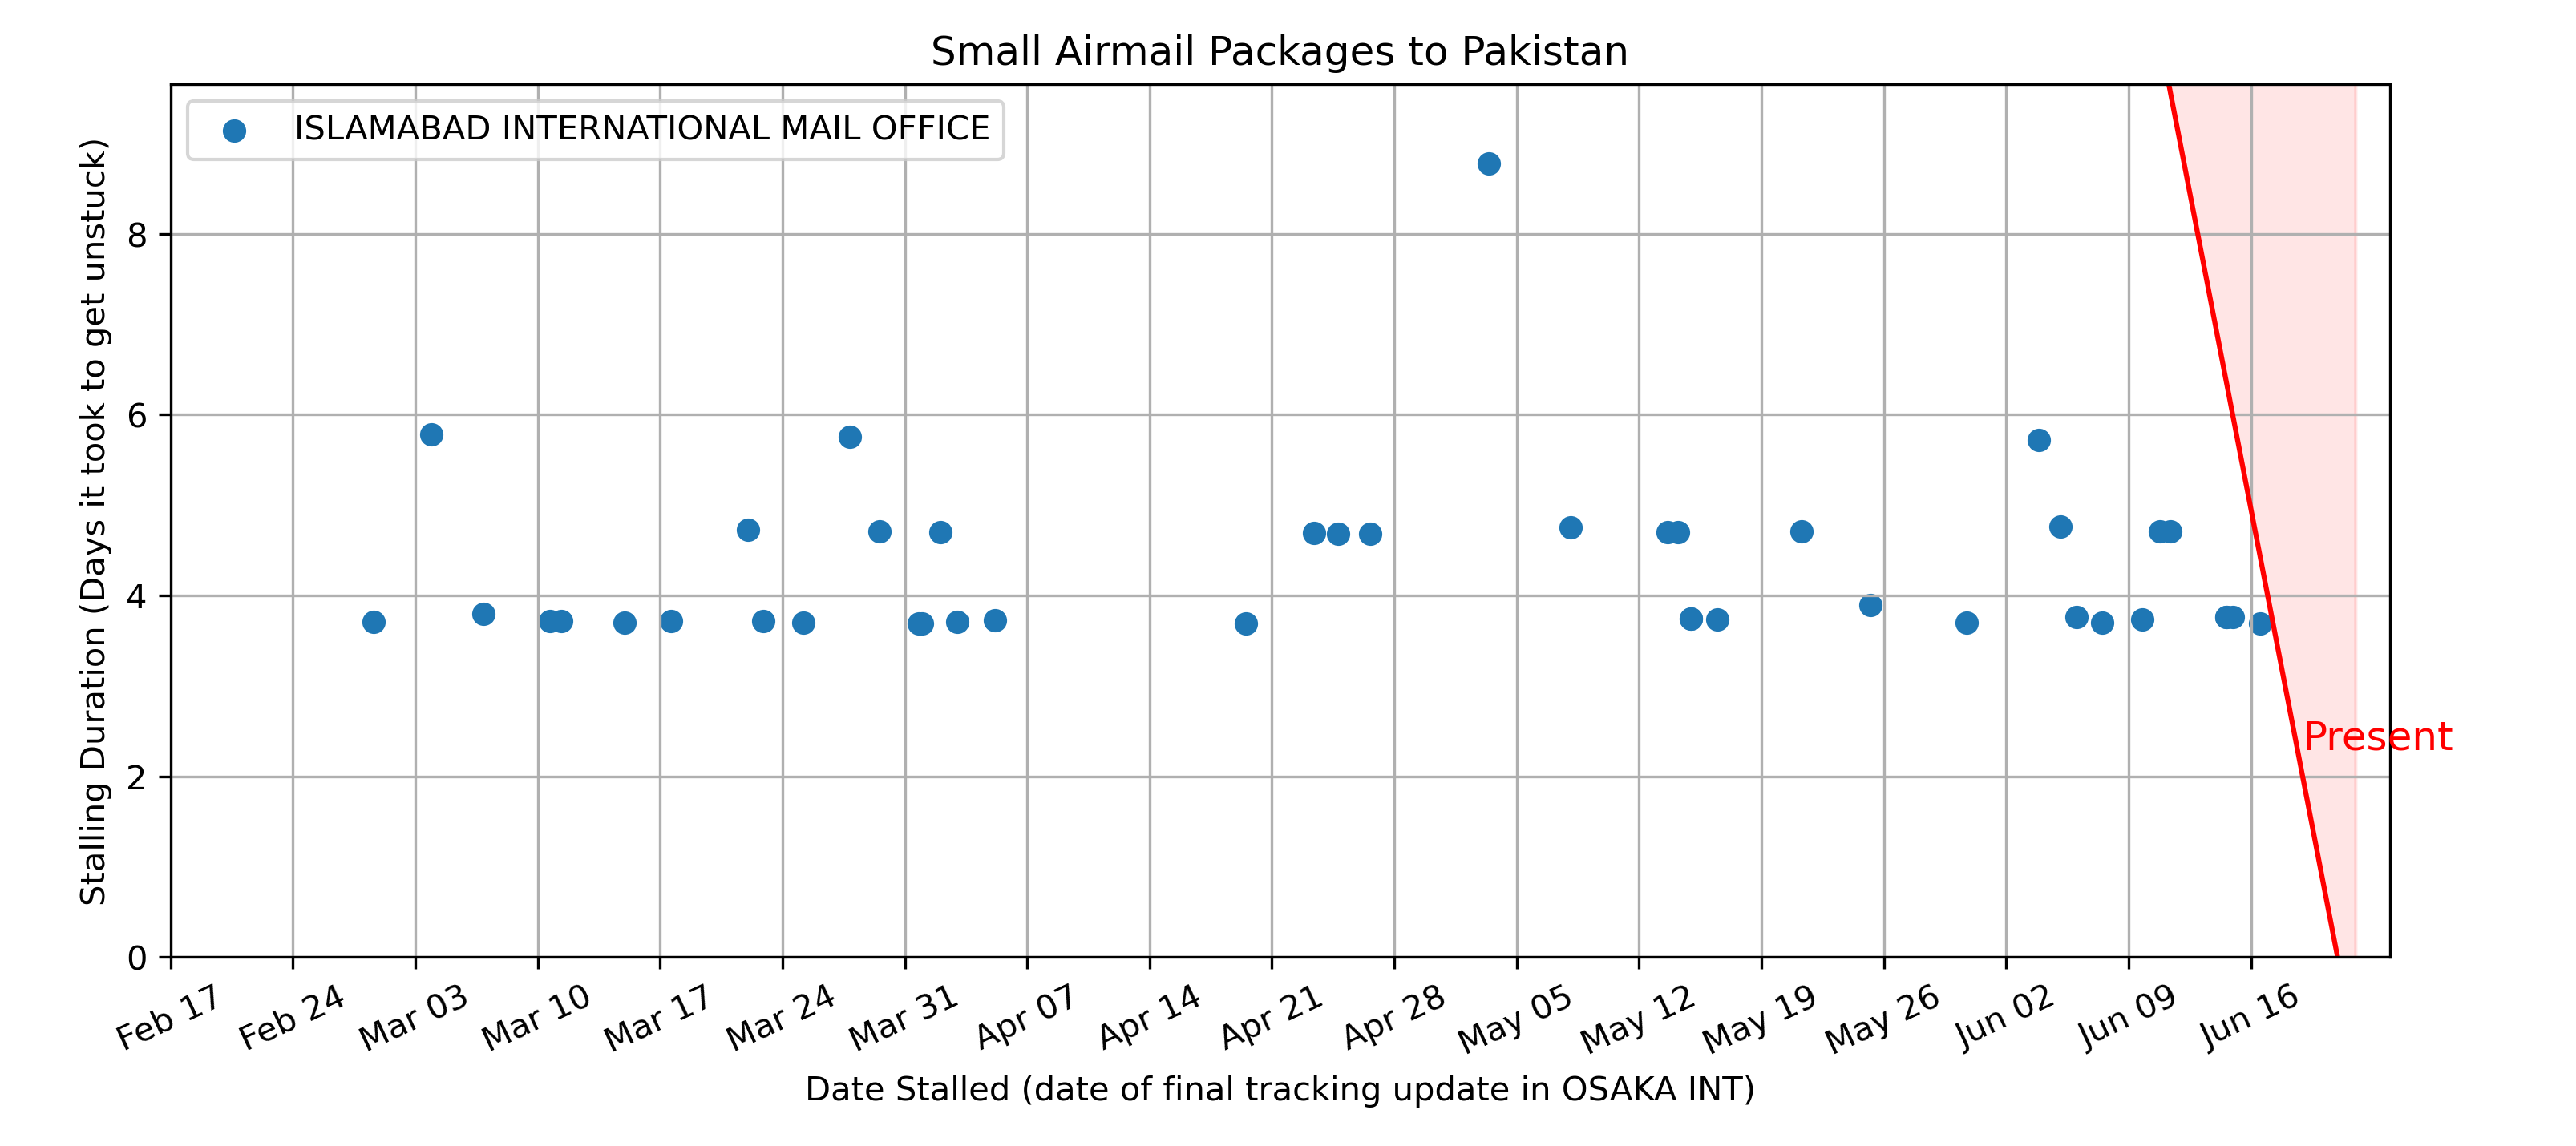 Small Airmail Packages to Pakistan
ISLAMABAD INTERNATIONAL MAIL OFFICE
Stalling Duration (Days it took to get unstuck)
8
6
4
2
0
Present
Feb 17
Feb 24
Mar 03
Mar 10
Mar 17
Mar 24
Mar 31
Apr 07
Apr 14
Apr 21
Apr 28
May 05
May 12
May 19
May 26
Jun 02
Jun 09
Jun 16
Date Stalled (date of final tracking update in OSAKA INT)